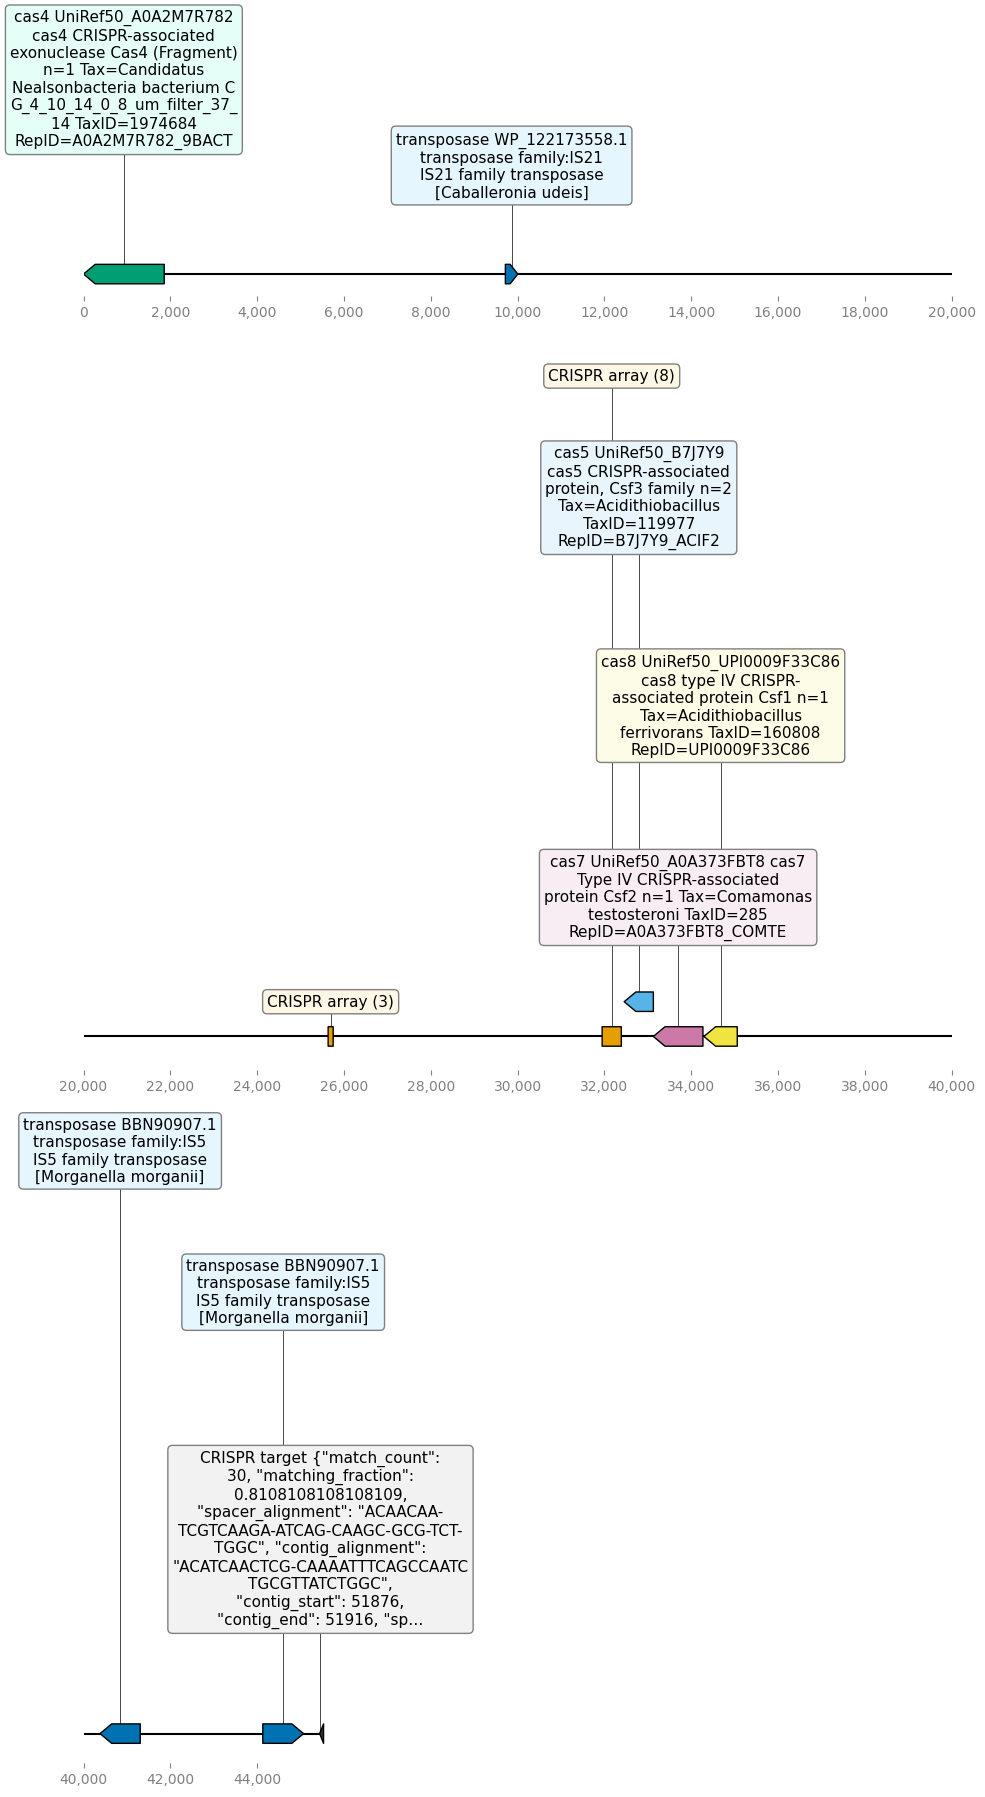 cas4 UniRef50_A0A2M7R782
cas4 CRISPR-associated
exonuclease Cas4 (Fragment)
n=1 Tax=Candidatus
Nealsonbacteria bacterium C
G_4_10_14_0_8_um_filter_37_
14 TaxID=1974684
RepID=A0A2M7R782_9BACT
transposase WP_122173558.1
transposase family:IS21
IS21 family transposase
[Caballeronia udeis]
0 2,000 4,000 6,000 8,000 10,000 12,000 14,000 16,000 18,000 20,000
CRISPR array (8)
cas5 UniRef50_B7J7Y9
cas5 CRISPR-associated
protein, Csf3 family n=2
Tax=Acidithiobacillus
TaxID=119977
RepID=B7J7Y9_ACIF2
cas8 UniRef50_UPI0009F33C86
cas8 type IV CRISPR-
associated protein Csf1 n=1
Tax=Acidithiobacillus
ferrivorans TaxID=160808
RepID=UPI0009F33C86
cas7 UniRef50_A0A373FBT8 cas7
Type IV CRISPR-associated
protein Csf2 n=1 Tax=Comamonas
testosteroni TaxID=285
RepID=A0A373FBT8_COMTE
CRISPR array (3)
20,000 22,000 24,000 26,000 28,000 30,000 32,000 34,000 36,000 38,000 40,000
transposase BBN90907.1
transposase family:IS5
IS5 family transposase
[Morganella morganii]
transposase BBN90907.1
transposase family:IS5
IS5 family transposase
[Morganella morganii]
CRISPR target {"match_count":
30, "matching_fraction":
0.8108108108108109,
"spacer_alignment": "ACAACAA-
TCGTCAAGA-ATCAG-CAAGC-GCG-TCT-
TGGC", "contig_alignment":
"ACATCAACTCG-CAAAATTTCAGCCAATC
TGCGTTATCTGGC",
"contig_start": 51876,
"contig_end": 51916, "sp...
40,000 42,000 44,000